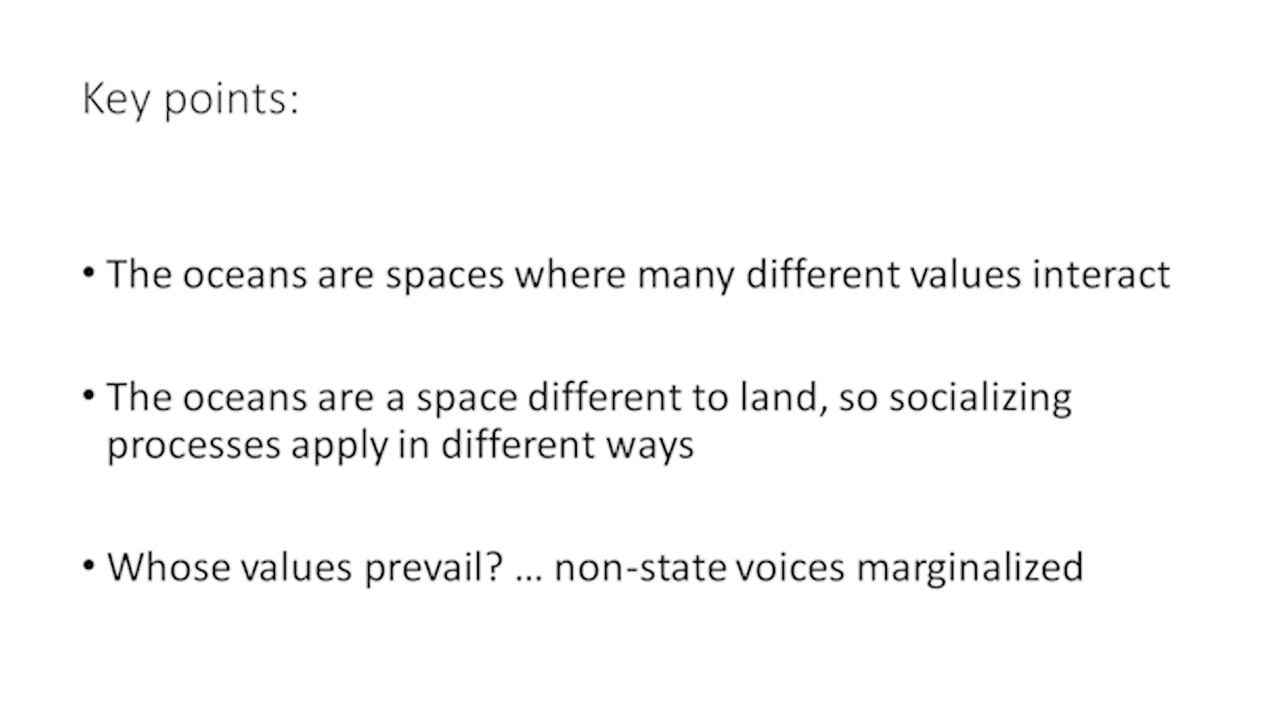 Key points:
• The oceans are spaces where many different values interact
• The oceans are a space different to land, so socializing
processes apply in different ways
• Whose values prevail? ... non-state voices marginalized